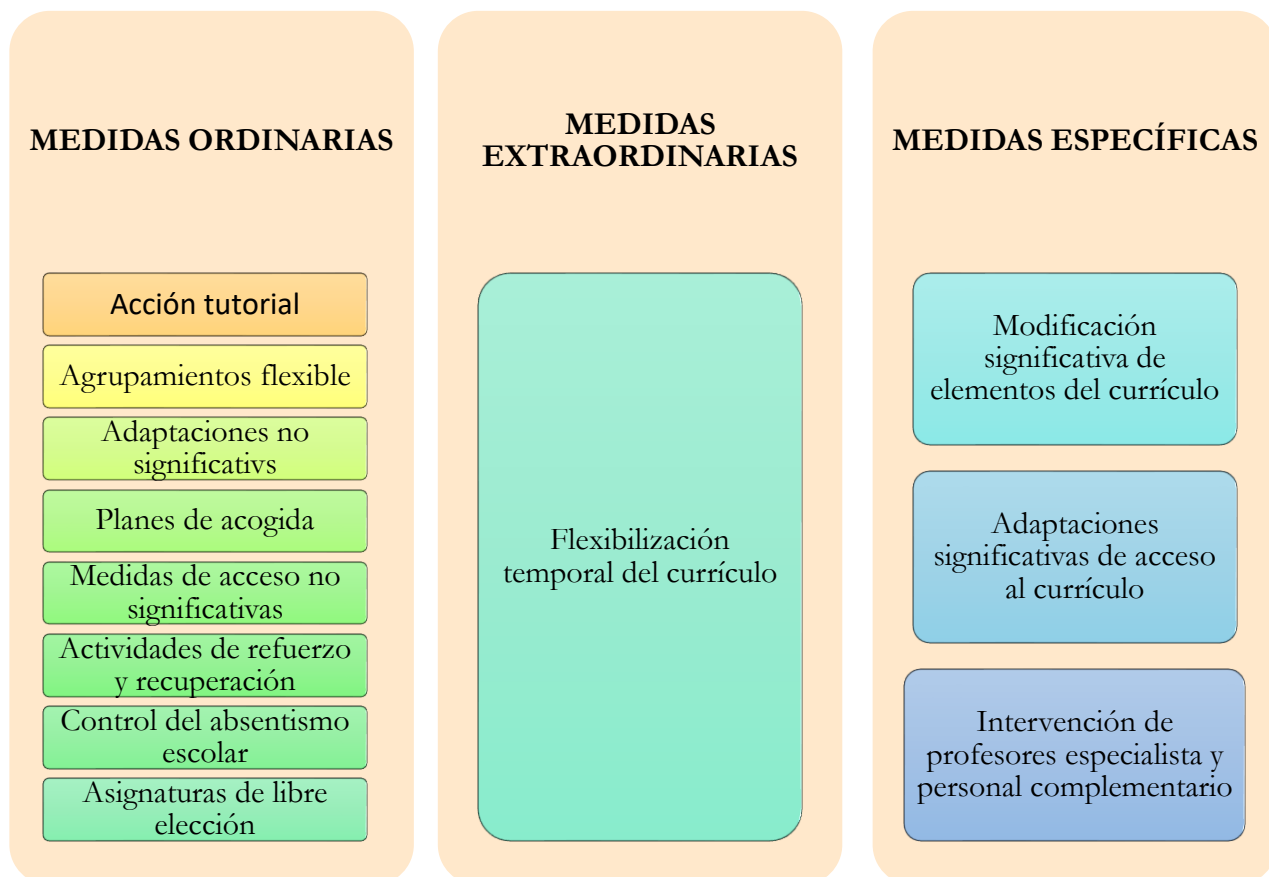 MEDIDAS ORDINARIAS
Acción tutorial
Agrupamientos flexible
Adaptaciones no
significativs
Planes de acogida
Medidas de acceso no
significativas
Actividades de refuerzo
y recuperación
Control del absentismo
escolar
Asignaturas de libre
elección
MEDIDAS
EXTRAORDINARIAS
Flexibilización
temporal del currículo
MEDIDAS ESPECÍFICAS
Modificación
significativa de
elementos del currículo
Adaptaciones
significativas de acceso
al currículo
Intervención de
profesores especialista y
personal complementario